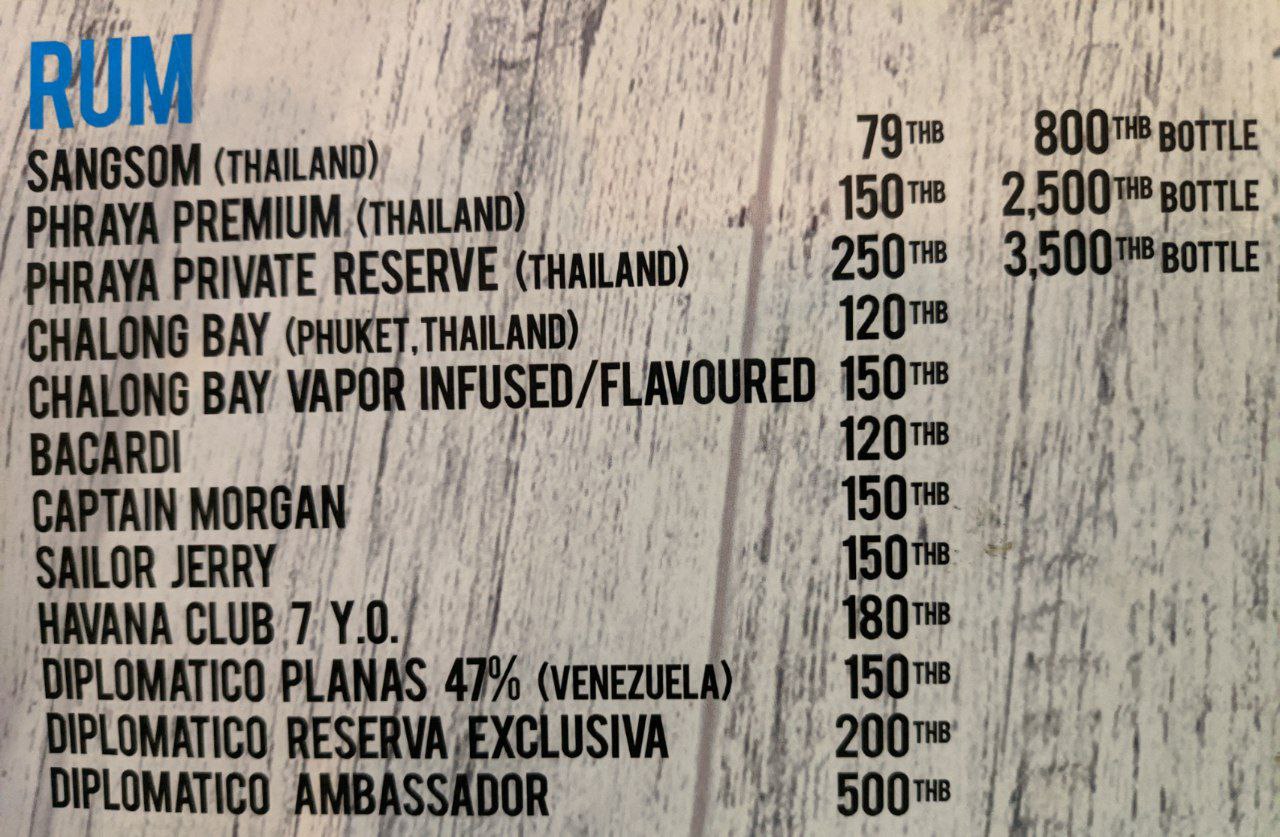 RUM
SANGSOM (THAILAND) 79THB 800THB BOTTLE
PHRAYA PREMIUM (THAILAND) 150THB 2,500THB BOTTLE
PHRAYA PRIVATE RESERVE (THAILAND) 250THB 3,500THB BOTTLE
CHALONG BAY (PHUKET,THAILAND) 120THB
CHALONG BAY VAPOR INFUSED/FLAVOURED 150THB
BACARDI 120THB
CAPTAIN MORGAN 150THB
SAILOR JERRY 150THB
HAVANA CLUB 7 Y.O. 180THB
DIPLOMATICO PLANAS 47% (VENEZUELA) 150THB
DIPLOMATICO RESERVA EXCLUSIVA 200THB
DIPLOMATICO AMBASSADOR 500THB